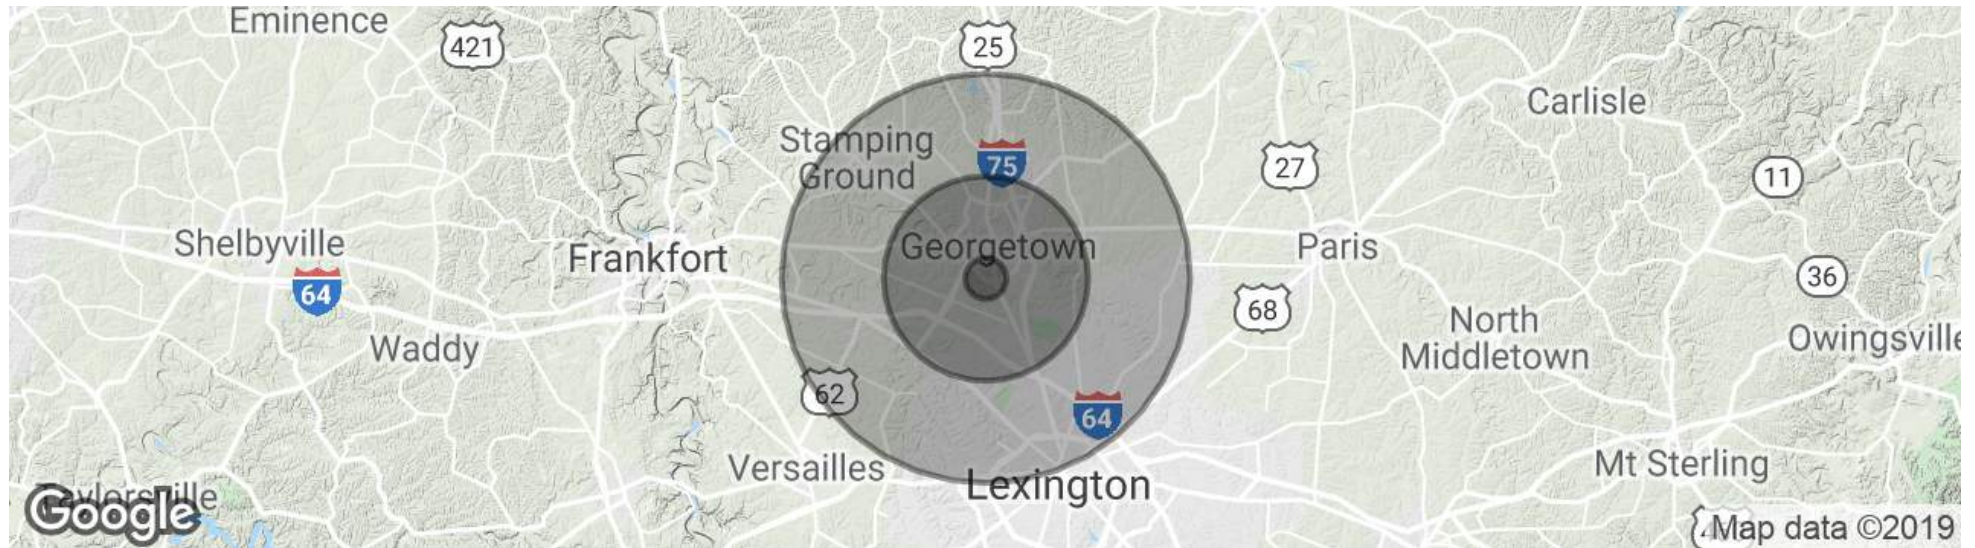 Eminence
421
25
Carlisle
Stamping
Ground
75
27
11
Shelbyville
Frankfort
Georgetown
Paris
36
64
68
North
Middletown
Owingsville
Waddy
62
64
Versailles
Lexington
Mt Sterling
Taylorsville
Google
Map data ©2019